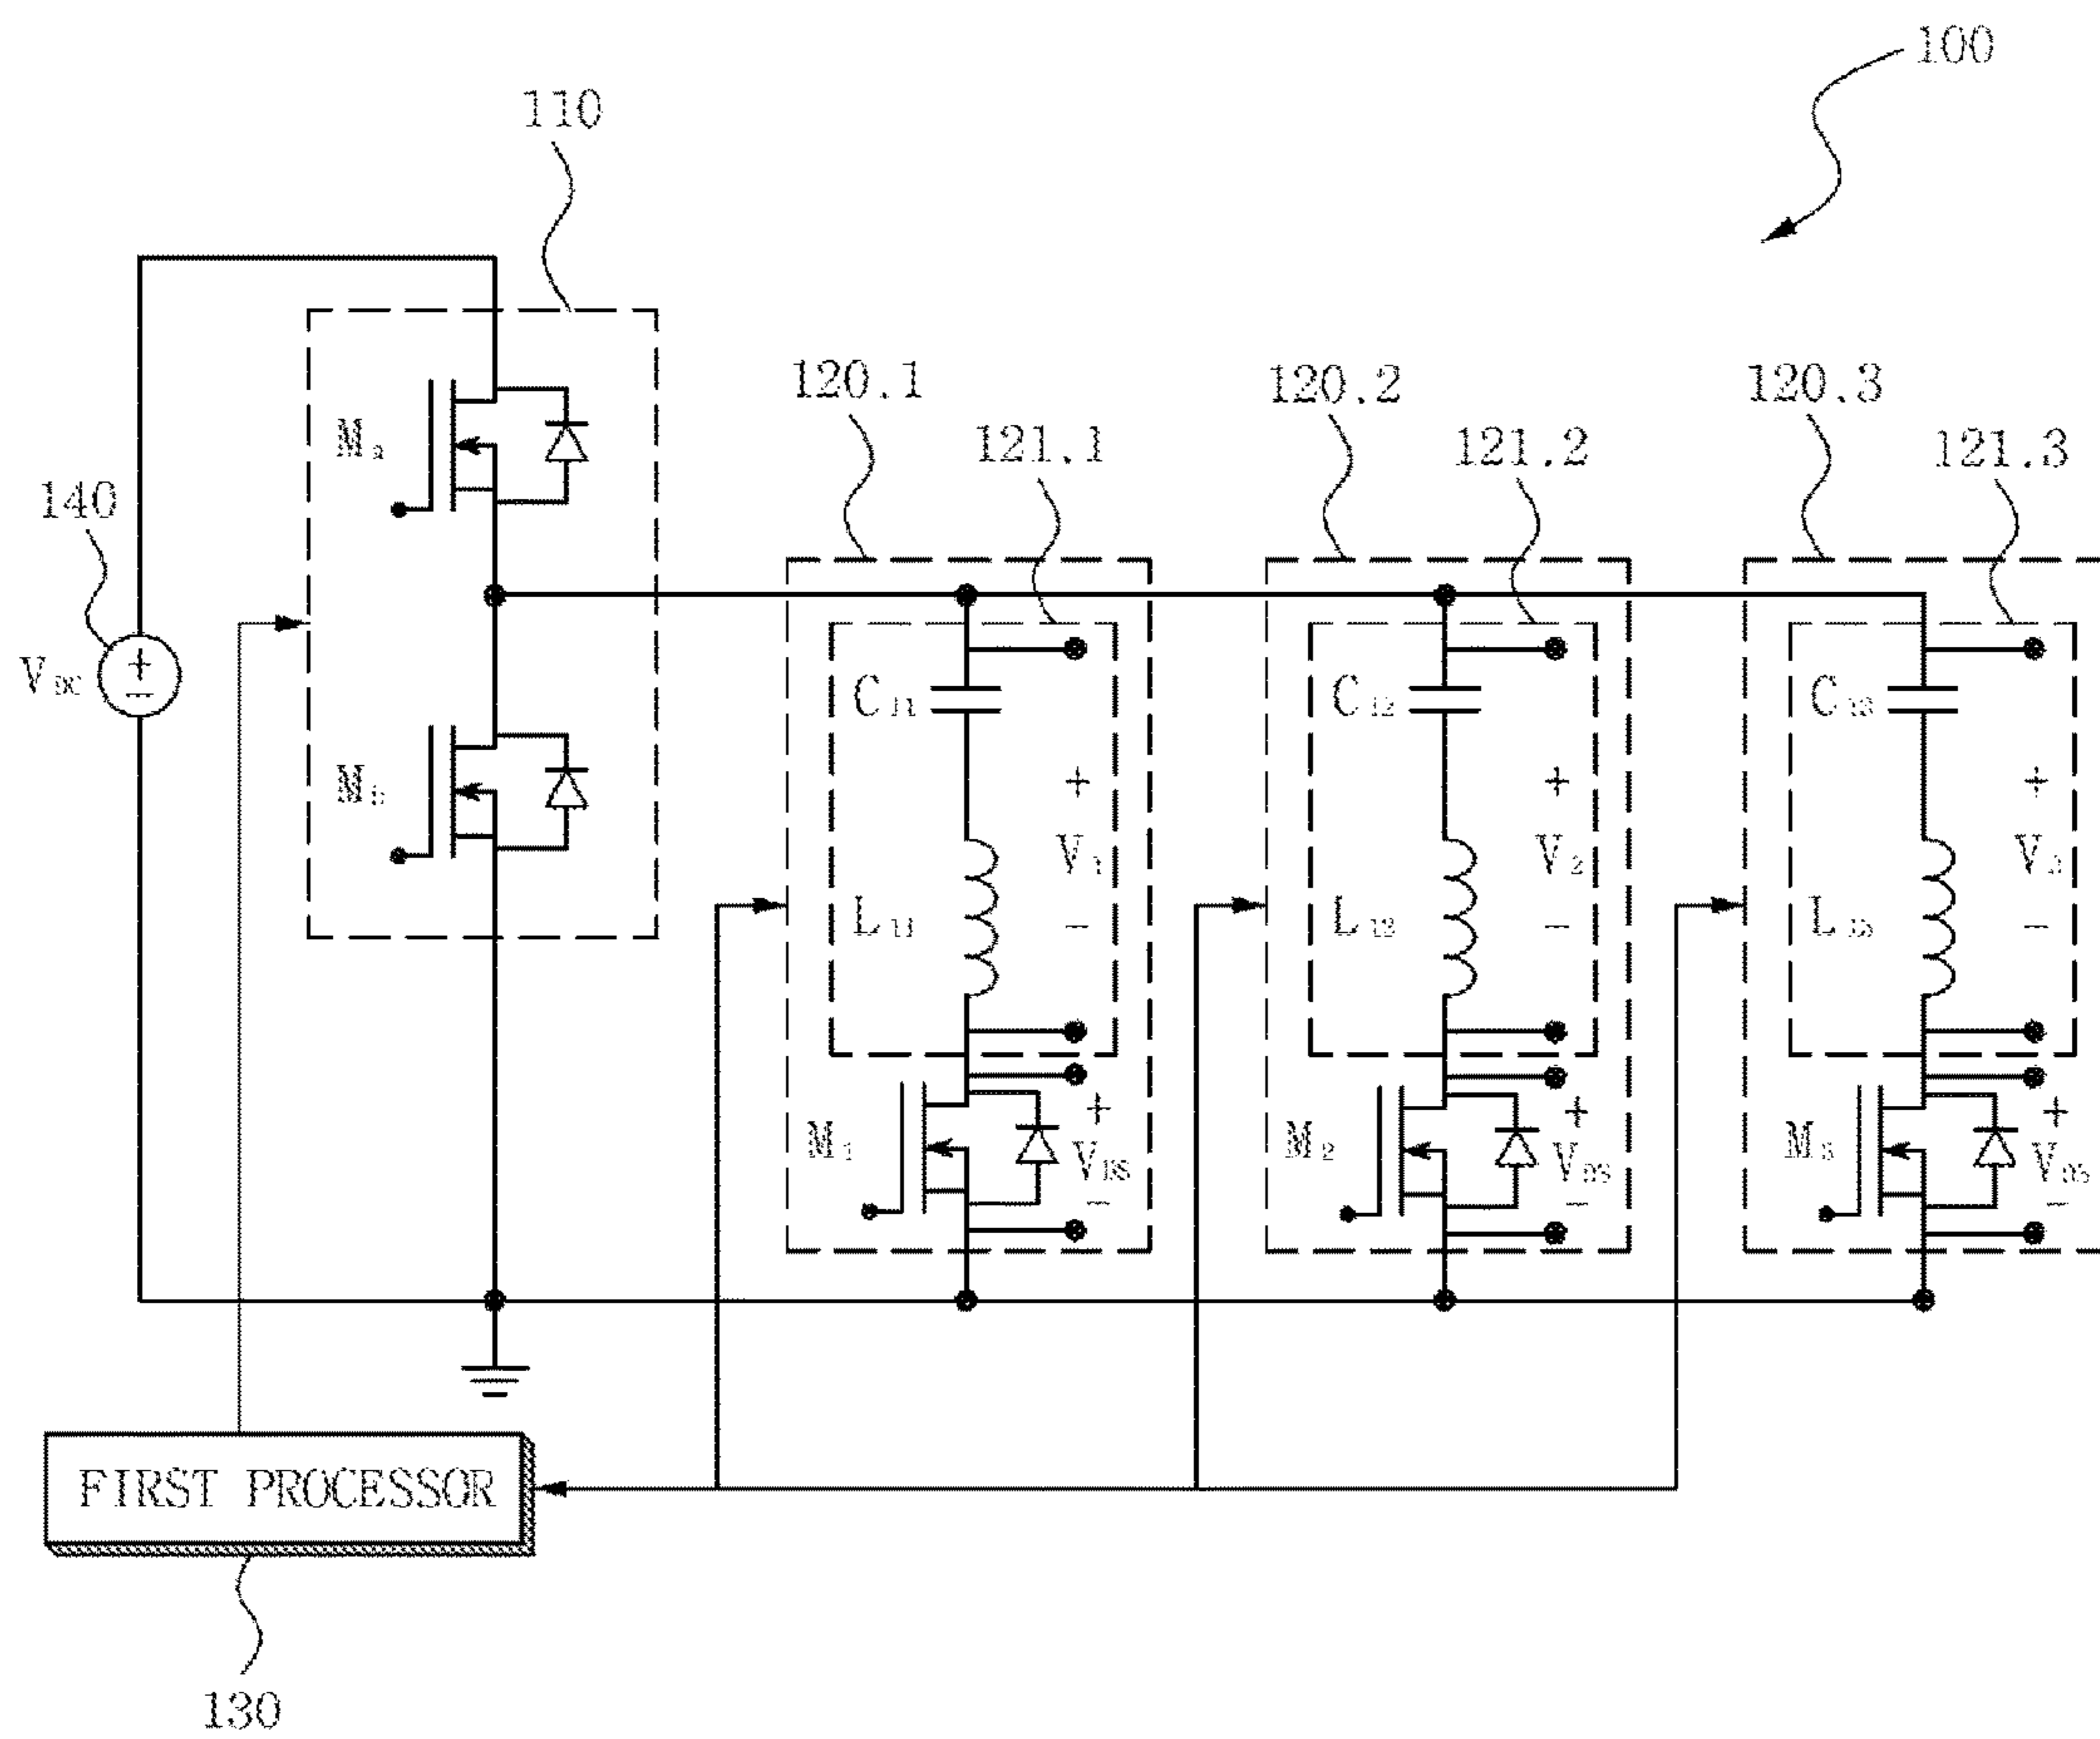 100
110
120.1
120.2
120.3
121.1
121.2
121.3
Ma
140
VDC
C11
C12
C13
Mb
+
−
+
+
+
V1
V2
V3
L11
L12
L13
−
−
−
M1
+
VDS
−
M2
+
VDS
−
M3
+
VDS
−
FIRST PROCESSOR
130